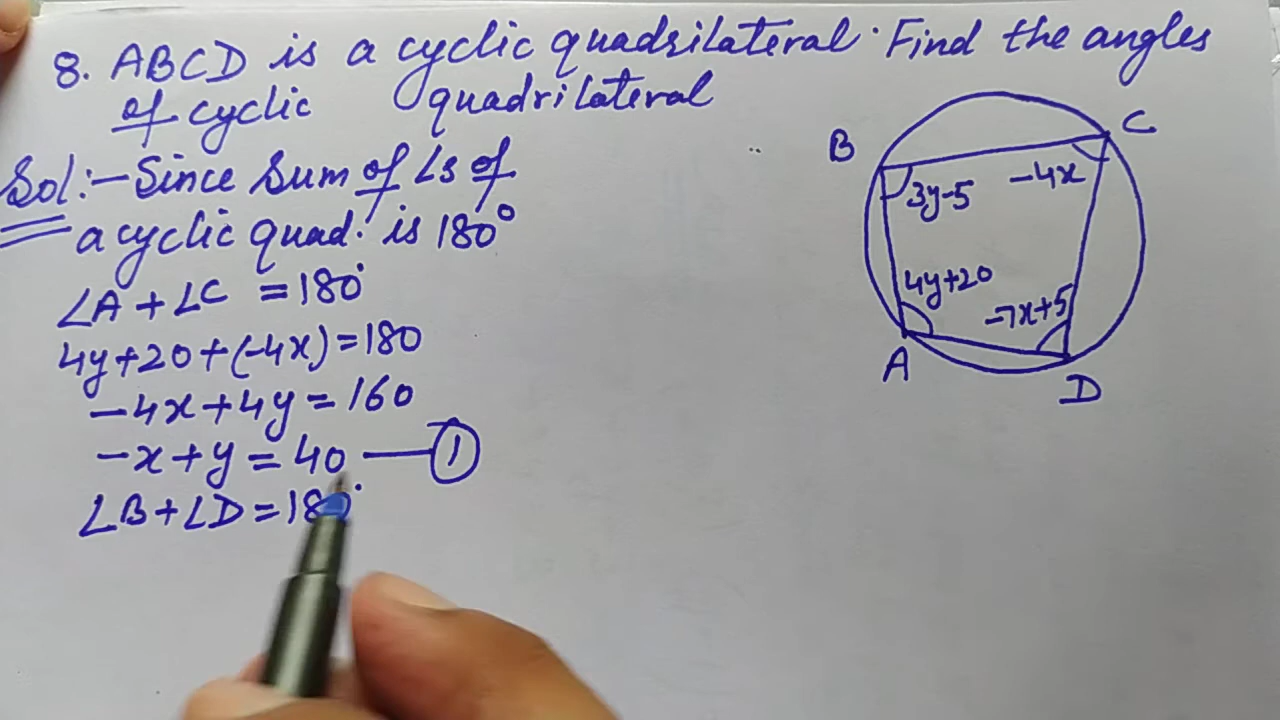 8. ABCD is a cyclic quadrilateral. Find the angles
of cyclic quadrilateral
Sol:- Since Sum of ∠s of
a cyclic quad. is 180°
∠A + ∠C = 180°
4y+20+(-4x)=180
-4x+4y=160
-x+y=40 — ①
∠B+∠D=180°
B
C
3y-5
-4x
4y+20
-7x+5
A
D